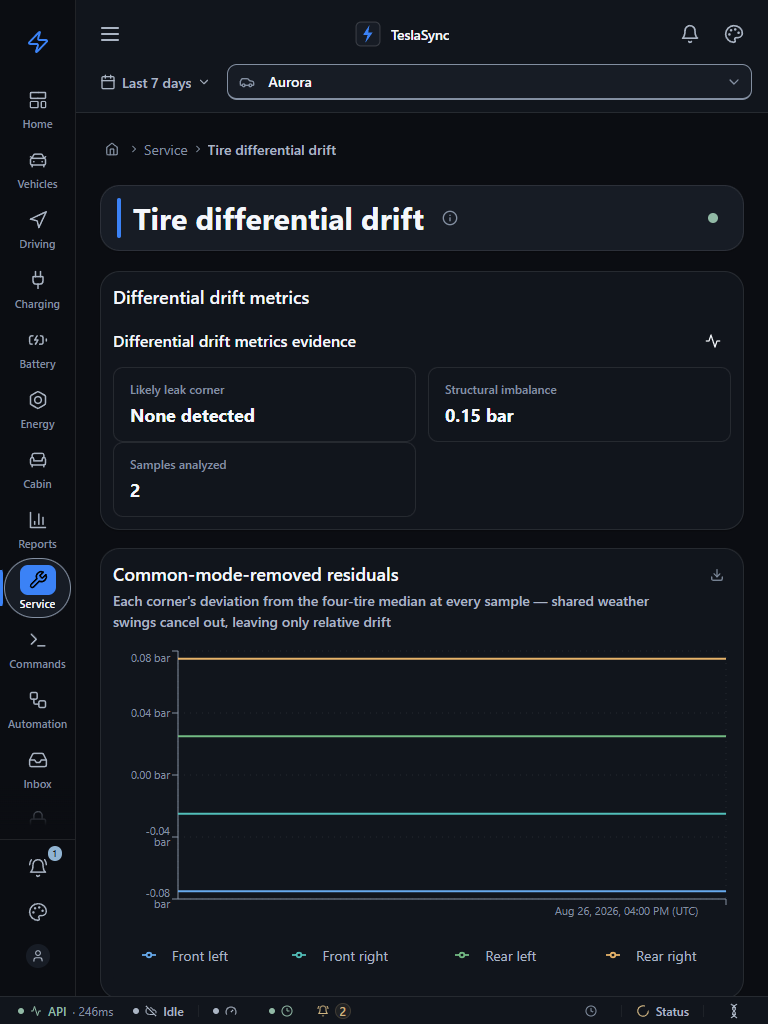 TeslaSync
Last 7 days
Aurora
Home
Vehicles
Driving
Charging
Battery
Energy
Cabin
Reports
Service
Commands
Automation
Inbox
1
Service
Tire differential drift
Tire differential drift
Differential drift metrics
Differential drift metrics evidence
Likely leak corner
None detected
Structural imbalance
0.15 bar
Samples analyzed
2
Common-mode-removed residuals
Each corner's deviation from the four-tire median at every sample — shared weather
swings cancel out, leaving only relative drift
0.08 bar
0.04 bar
0.00 bar
-0.04
bar
-0.08
bar
Aug 26, 2026, 04:00 PM (UTC)
Front left
Front right
Rear left
Rear right
API · 246ms
Idle
2
Status